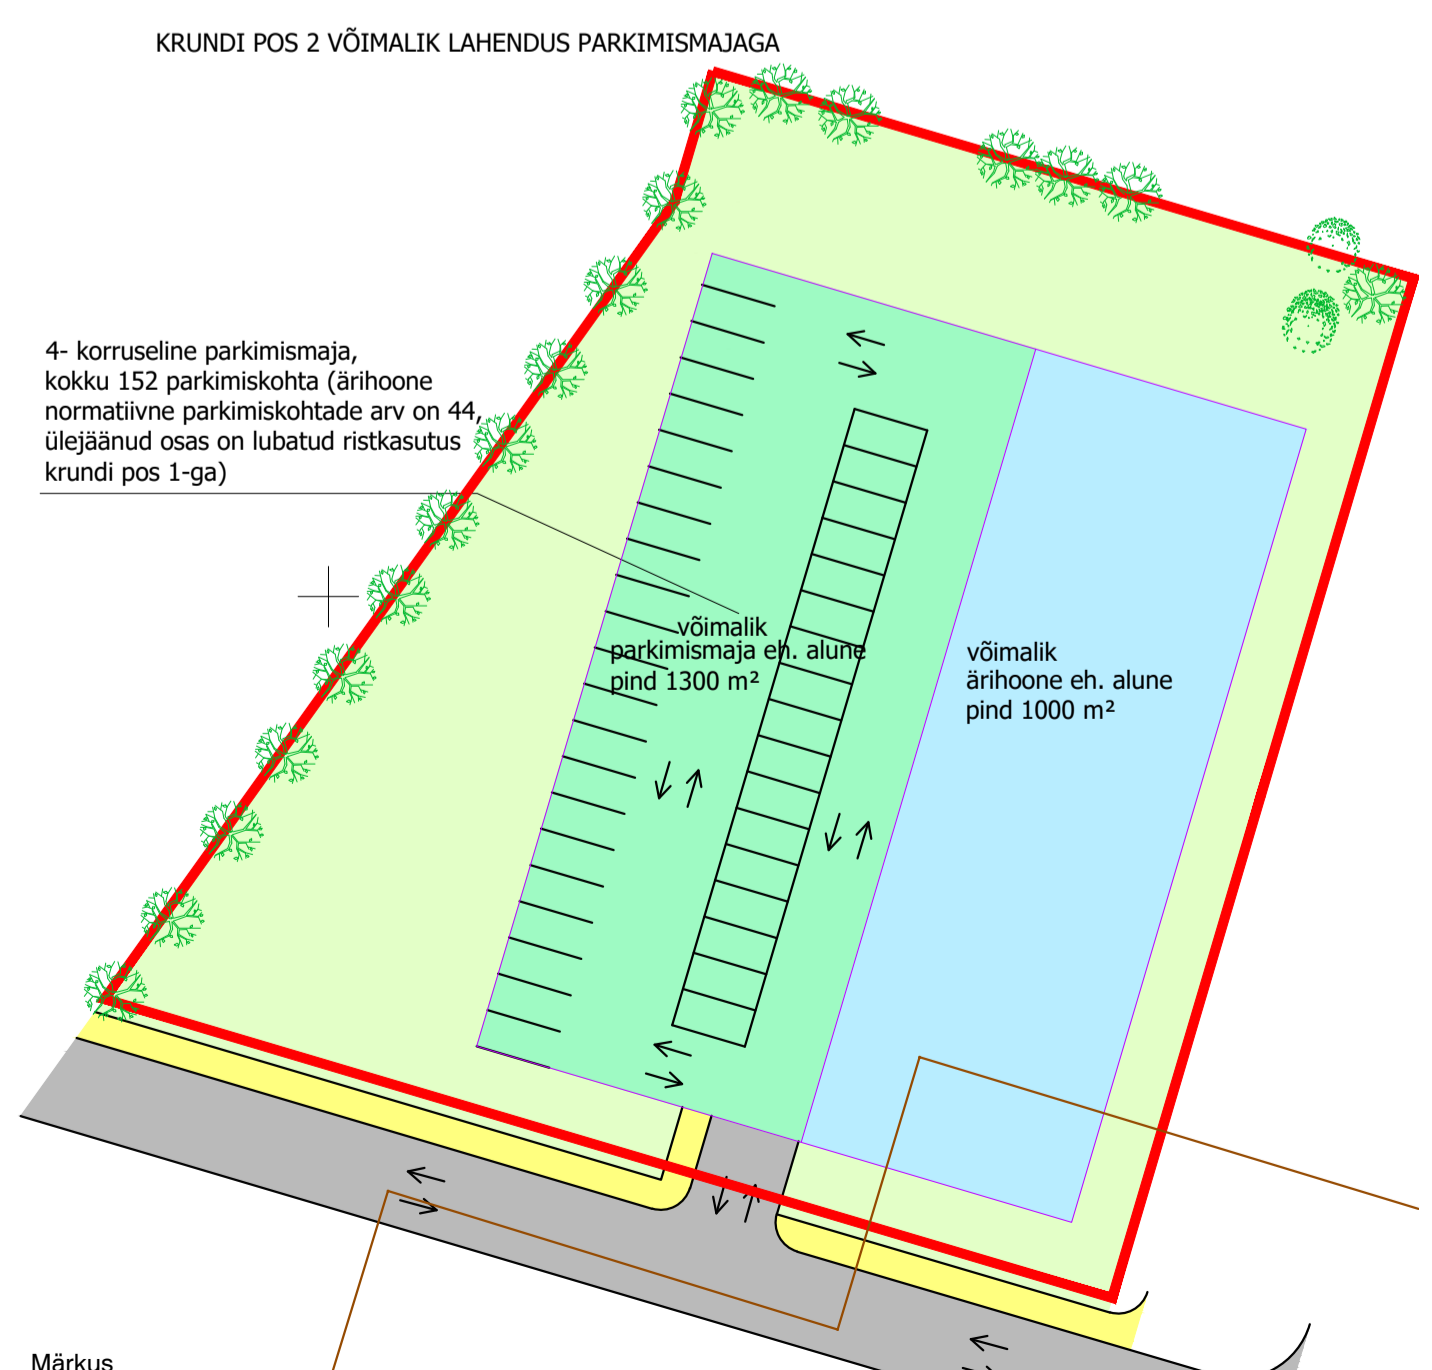 KRUNDI POS 2 VÕIMALIK LAHENDUS PARKIMISMAJAGA
4- korruseline parkimismaja,
kokku 152 parkimiskohta (ärihoone
normatiivne parkimiskohtade arv on 44,
ülejäänud osas on lubatud ristkasutus
krundi pos 1-ga)
võimalik
parkimismaja eh. alune
pind 1300 m²
võimalik
ärihoone eh. alune
pind 1000 m²
Märkus